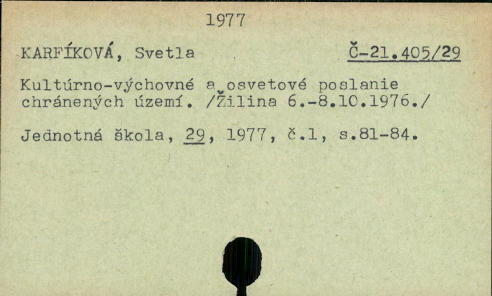 1977
KARFÍKOVÁ, Svetla Č-21.405/29
Kultúrno-výchovné a osvetové poslanie
chránených území. /Žilina 6.-8.10.1976./
Jednotná škola, 29, 1977, č.1, s.81-84.